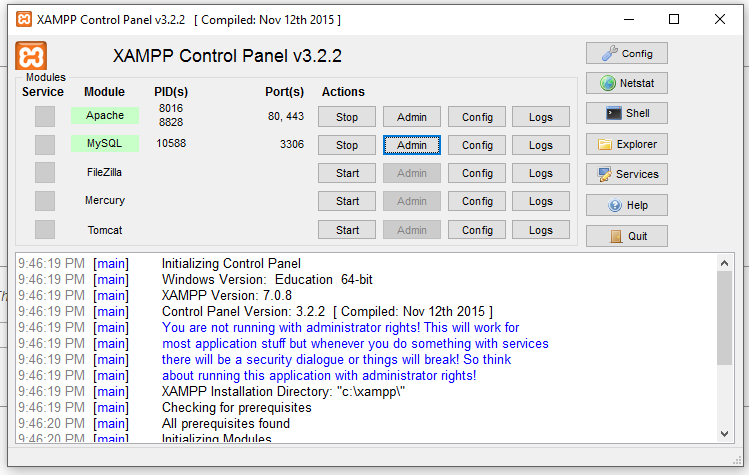 XAMPP Control Panel v3.2.2 [ Compiled: Nov 12th 2015 ]
XAMPP Control Panel v3.2.2
Config
Modules
Service Module PID(s) Port(s) Actions
Netstat
Apache 8016 8828 80, 443 Stop Admin Config Logs
Shell
MySQL 10588 3306 Stop Admin Config Logs
Explorer
FileZilla Start Admin Config Logs
Services
Mercury Start Admin Config Logs
Help
Tomcat Start Admin Config Logs
Quit
9:46:19 PM [main] Initializing Control Panel
9:46:19 PM [main] Windows Version: Education 64-bit
9:46:19 PM [main] XAMPP Version: 7.0.8
9:46:19 PM [main] Control Panel Version: 3.2.2 [ Compiled: Nov 12th 2015 ]
9:46:19 PM [main] You are not running with administrator rights! This will work for
9:46:19 PM [main] most application stuff but whenever you do something with services
9:46:19 PM [main] there will be a security dialogue or things will break! So think
9:46:19 PM [main] about running this application with administrator rights!
9:46:19 PM [main] XAMPP Installation Directory: "c:\xampp\"
9:46:19 PM [main] Checking for prerequisites
9:46:20 PM [main] All prerequisites found
9:46:20 PM [main] Initializing Modules